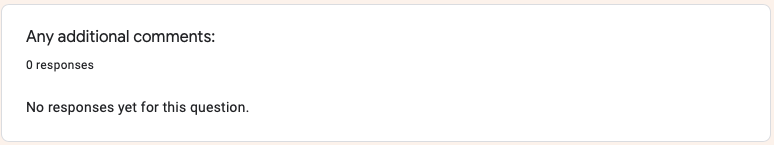 Any additional comments:
0 responses
No responses yet for this question.